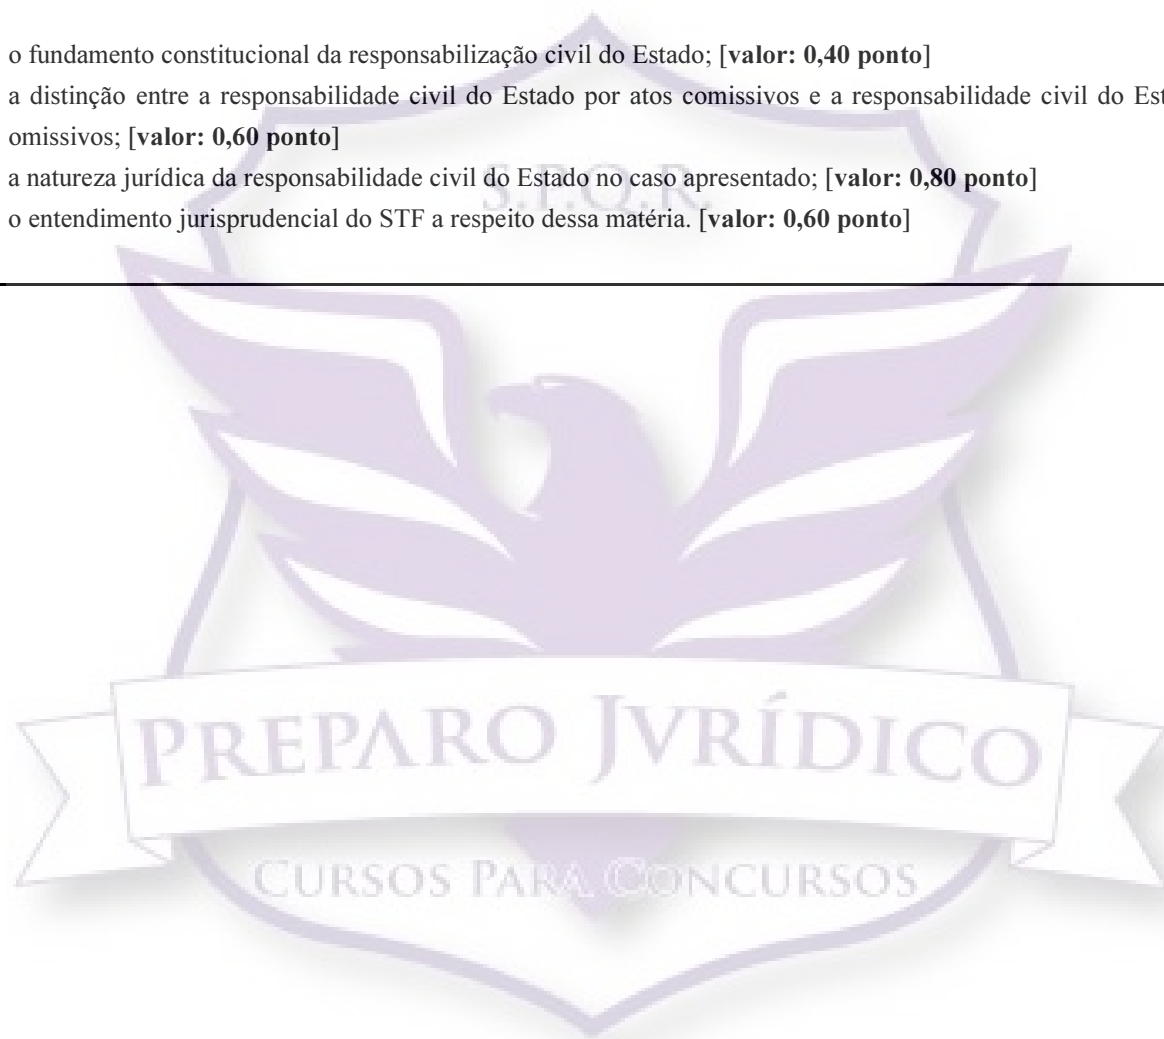 o fundamento constitucional da responsabilização civil do Estado; [valor: 0,40 ponto]
a distinção entre a responsabilidade civil do Estado por atos comissivos e a responsabilidade civil do Est
omissivos; [valor: 0,60 ponto]
a natureza jurídica da responsabilidade civil do Estado no caso apresentado; [valor: 0,80 ponto]
S.P.Q.R.
o entendimento jurisprudencial do STF a respeito dessa matéria. [valor: 0,60 ponto]
PREPARO JVRÍDICO
CURSOS PARA CONCURSOS